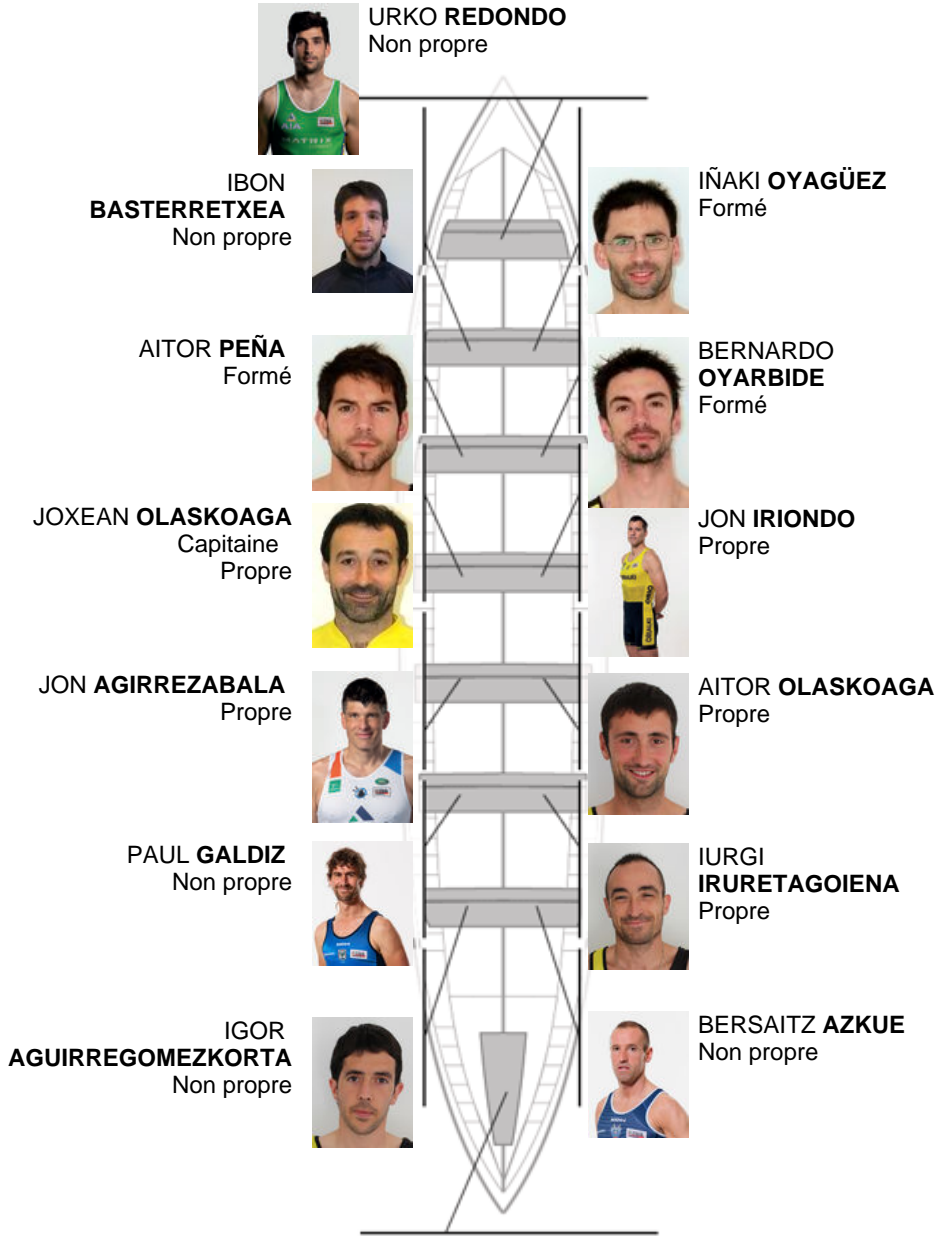 URKO REDONDO
Non propre
IBON
BASTERRETXEA
Non propre
IÑAKI OYAGÜEZ
Formé
AITOR PEÑA
Formé
BERNARDO
OYARBIDE
Formé
JOXEAN OLASKOAGA
Capitaine
Propre
JON IRIONDO
Propre
JON AGIRREZABALA
Propre
AITOR OLASKOAGA
Propre
PAUL GALDIZ
Non propre
IURGI
IRURETAGOIENA
Propre
IGOR
AGUIRREGOMEZKORTA
Non propre
BERSAITZ AZKUE
Non propre